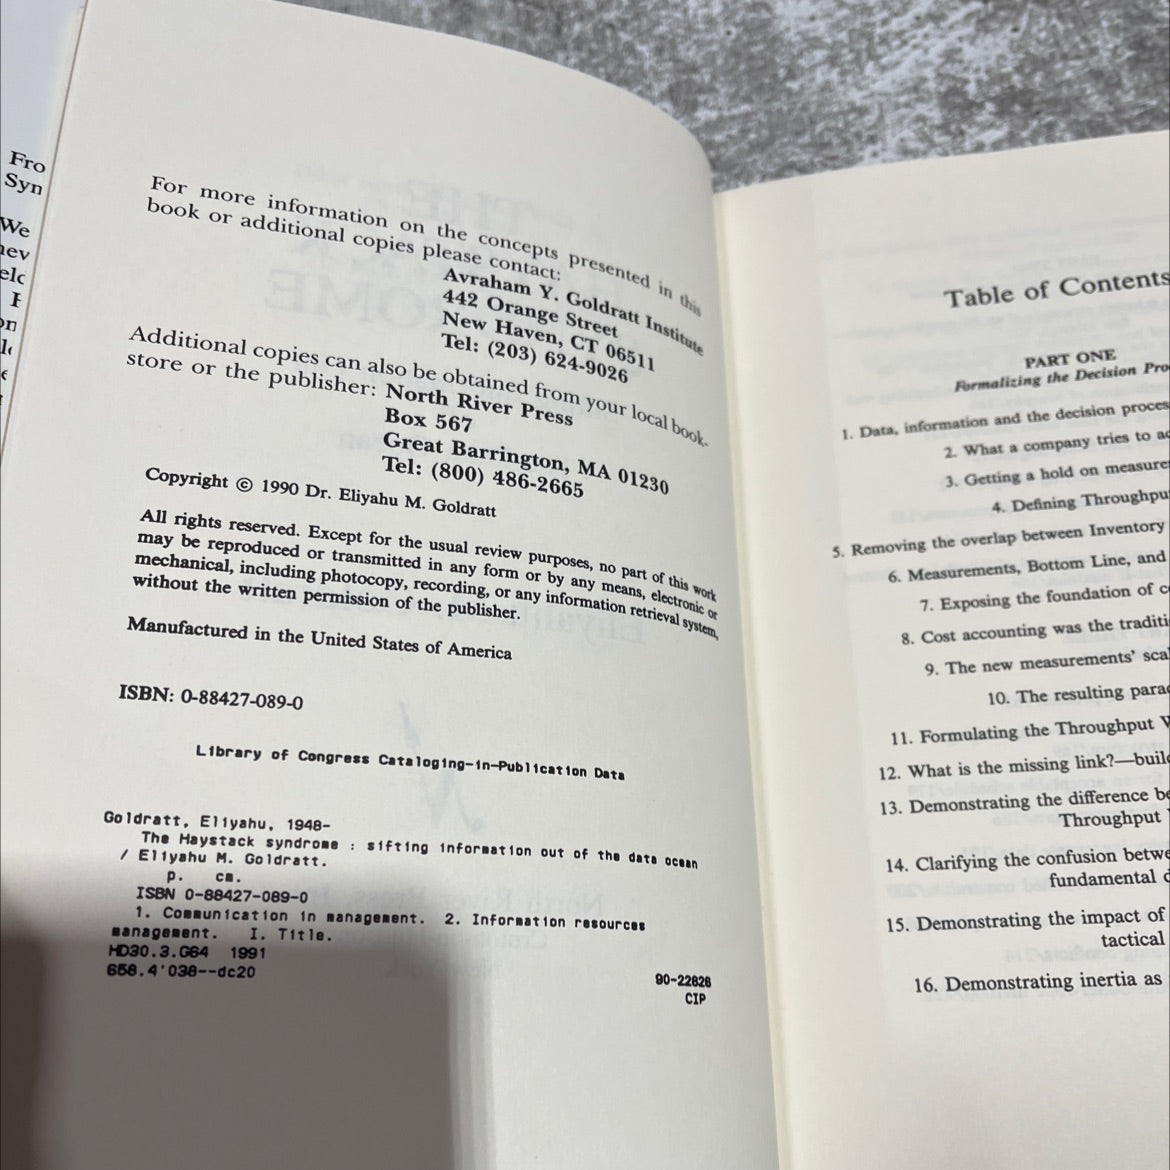 Fro
Syn
We
For more information on the concepts presented in this
book or additional copies please contact:
Avraham Y. Goldratt Institute
442 Orange Street
New Haven, CT 06511
Tel: (203) 624-9026
Additional copies can also be obtained from your local book-
store or the publisher: North River Press
Box 567
Great Barrington, MA 01230
Tel: (800) 486-2665
Copyright © 1990 Dr. Eliyahu M. Goldratt
All rights reserved. Except for the usual review purposes, no part of this work
may be reproduced or transmitted in any form or by any means, electronic or
mechanical, including photocopy, recording, or any information retrieval system,
without the written permission of the publisher.
Manufactured in the United States of America
ISBN: 0-88427-089-0
Library of Congress Cataloging-in-Publication Data
Goldratt, Eliyahu, 1948-
The Haystack syndrome : sifting information out of the data ocean
/ Eliyahu M. Goldratt.
p. cm.
ISBN 0-88427-089-0
1. Communication in management. 2. Information resources
management. I. Title.
HD30.3.G64 1991
658.4'038--dc20
90-22826
CIP
Table of Contents
PART ONE
Formalizing the Decision Pro
1. Data, information and the decision proces
2. What a company tries to ac
3. Getting a hold on measure
4. Defining Throughpu
5. Removing the overlap between Inventory
6. Measurements, Bottom Line, and
7. Exposing the foundation of c
8. Cost accounting was the traditi
9. The new measurements' scal
10. The resulting parad
11. Formulating the Throughput W
12. What is the missing link?—buil
13. Demonstrating the difference be
Throughput
14. Clarifying the confusion betwe
fundamental d
15. Demonstrating the impact of
tactical
16. Demonstrating inertia as